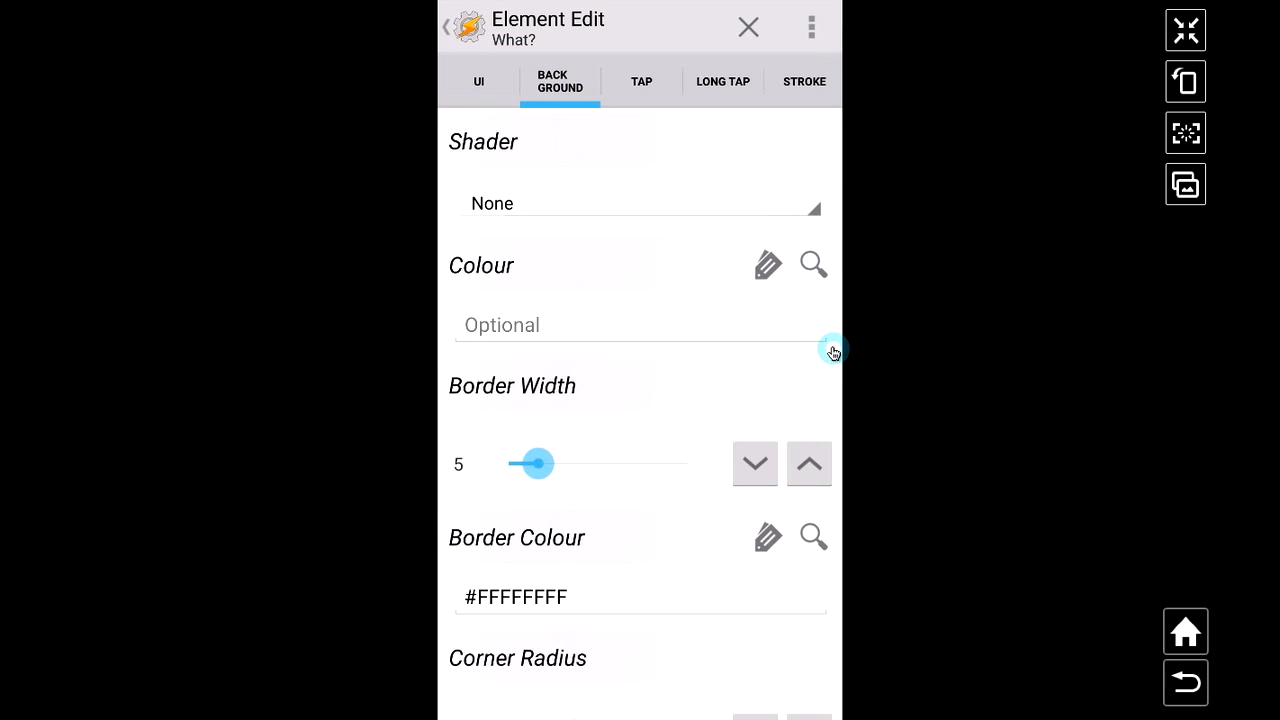 Element Edit
What?
UI
BACK
GROUND
TAP
LONG TAP
STROKE
Shader
None
Colour
Optional
Border Width
5
Border Colour
#FFFFFFFF
Corner Radius